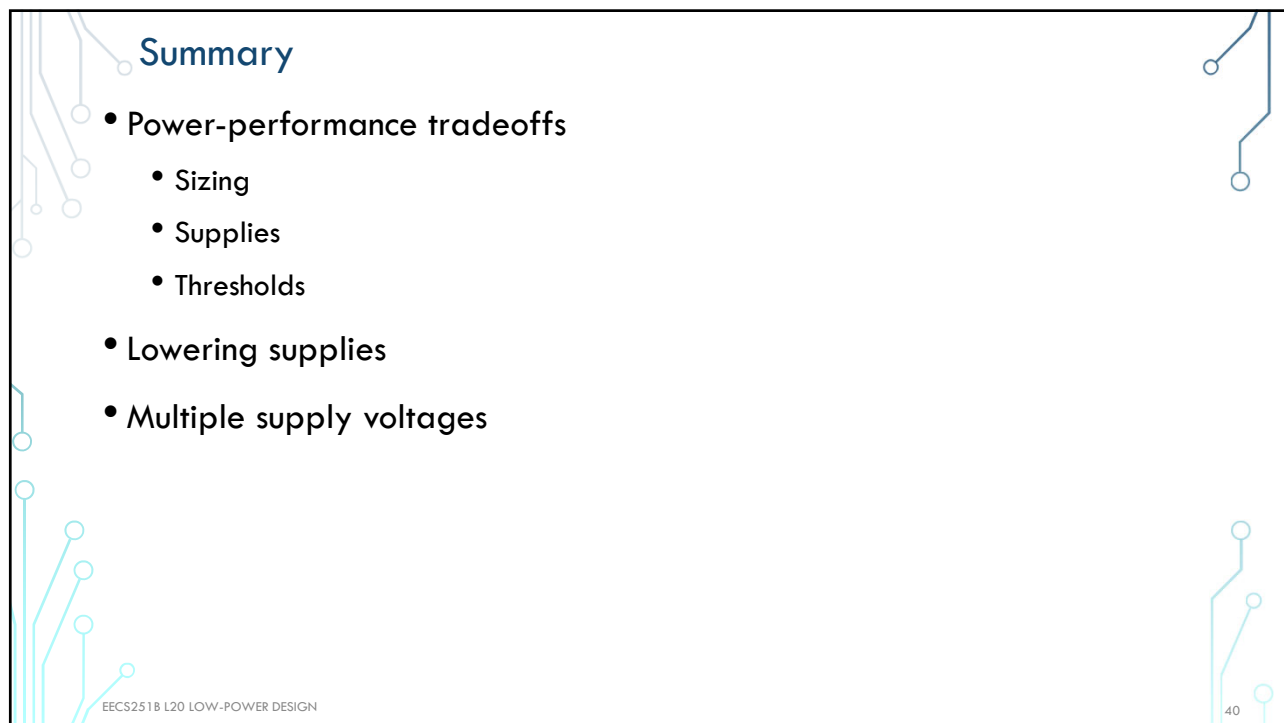 Summary
• Power-performance tradeoffs
• Sizing
• Supplies
• Thresholds
• Lowering supplies
• Multiple supply voltages
EECS251B L20 LOW-POWER DESIGN
40